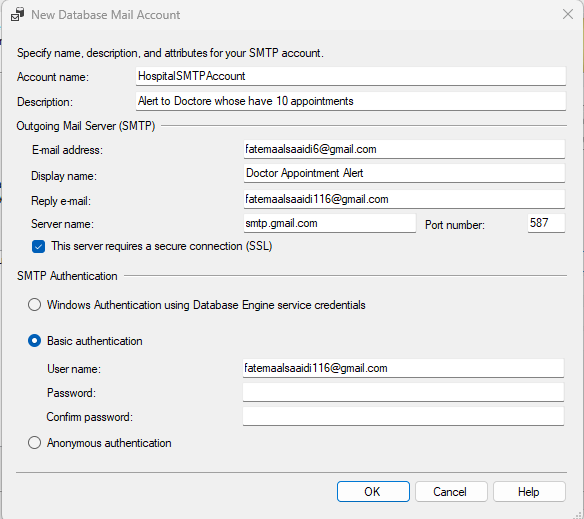 New Database Mail Account
Specify name, description, and attributes for your SMTP account.
Account name: HospitalSMTPAccount
Description: Alert to Doctore whose have 10 appointments
Outgoing Mail Server (SMTP)
E-mail address: fatemaalsaaidi6@gmail.com
Display name: Doctor Appointment Alert
Reply e-mail: fatemaalsaaidi116@gmail.com
Server name: smtp.gmail.com Port number: 587
This server requires a secure connection (SSL)
SMTP Authentication
Windows Authentication using Database Engine service credentials
Basic authentication
User name: fatemaalsaaidi116@gmail.com
Password:
Confirm password:
Anonymous authentication
OK Cancel Help